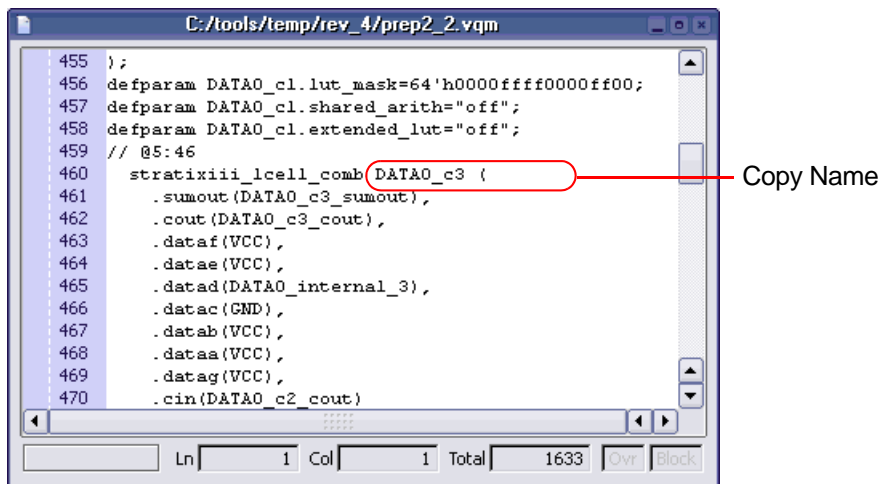 C:/tools/temp/rev_4/prep2_2.vqm
455 );
456 defparam DATA0_c1.lut_mask=64'h0000ffff0000ff00;
457 defparam DATA0_c1.shared_arith="off";
458 defparam DATA0_c1.extended_lut="off";
459 // @5:46
460 stratixiii_lcell_comb DATA0_c3 (
Copy Name
461 .sumout(DATA0_c3_sumout),
462 .cout(DATA0_c3_cout),
463 .dataf(VCC),
464 .datae(VCC),
465 .datad(DATA0_internal_3),
466 .datac(GND),
467 .datab(VCC),
468 .dataa(VCC),
469 .datag(VCC),
470 .cin(DATA0_c2_cout)
Ln 1 Col 1 Total 1633 Ovr Block